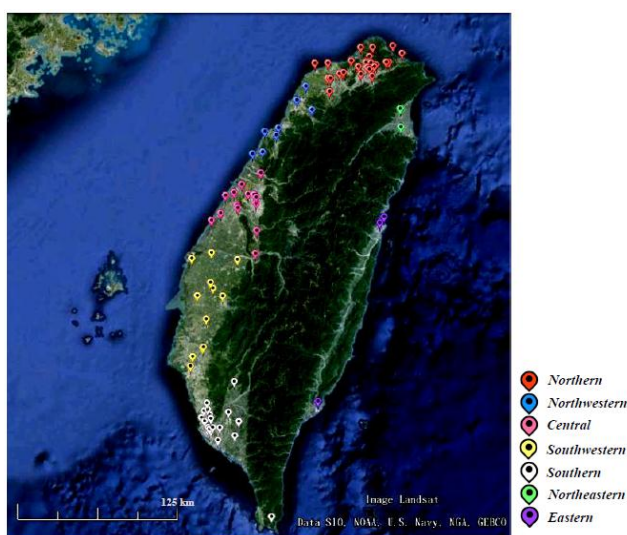 125 km
Image Landsat
Data SIO, NOAA, U.S. Navy, NGA, GEBCO
Northern
Northwestern
Central
Southwestern
Southern
Northeastern
Eastern